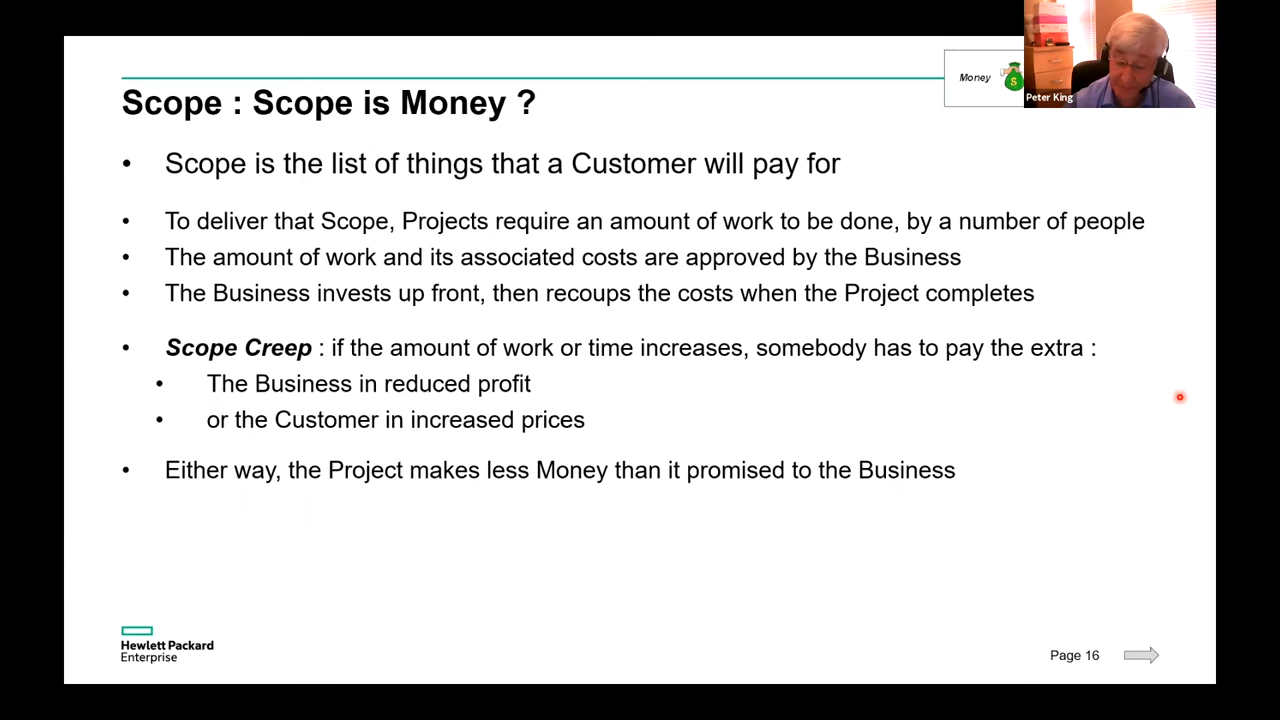 Money
$
Peter King
Scope : Scope is Money ?
• Scope is the list of things that a Customer will pay for
• To deliver that Scope, Projects require an amount of work to be done, by a number of people
• The amount of work and its associated costs are approved by the Business
• The Business invests up front, then recoups the costs when the Project completes
• Scope Creep : if the amount of work or time increases, somebody has to pay the extra :
• The Business in reduced profit
• or the Customer in increased prices
• Either way, the Project makes less Money than it promised to the Business
Hewlett Packard
Enterprise
Page 16